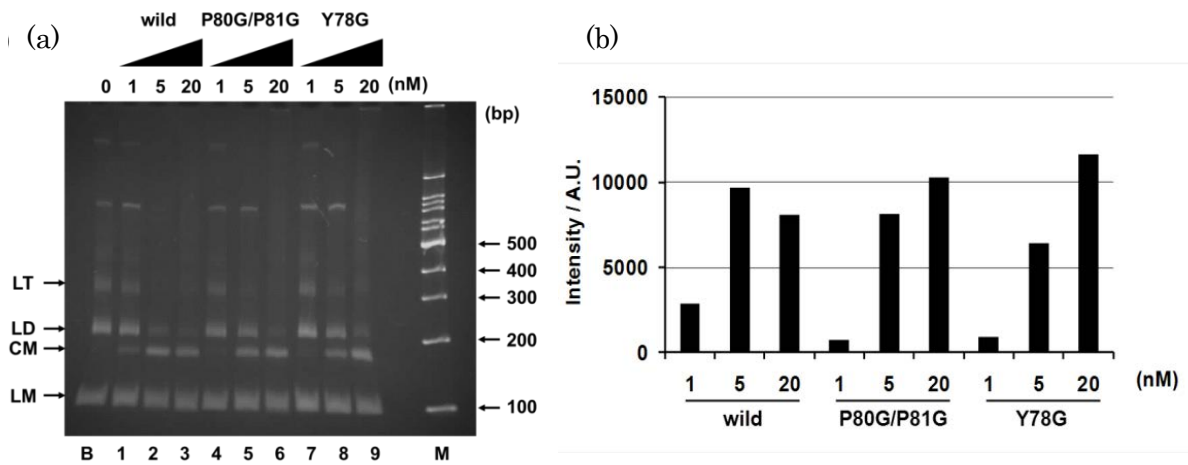 (a)
wild P80G/P81G Y78G
0 1 5 20 1 5 20 1 5 20 (nM)
(bp)
500
400
LT
300
LD
200
CM
LM
100
B 1 2 3 4 5 6 7 8 9 M
(b)
15000
10000
5000
0
Intensity / A.U.
1 5 20 1 5 20 1 5 20 (nM)
wild P80G/P81G Y78G